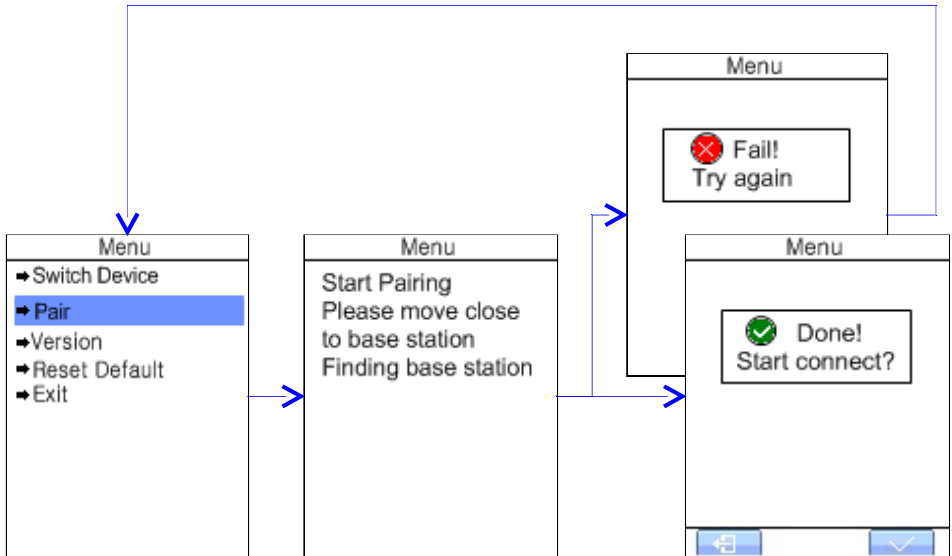 Menu
Fail!
Try again
Menu
Switch Device
Pair
Version
Reset Default
Exit
Menu
Start Pairing
Please move close
to base station
Finding base station
Menu
Done!
Start connect?